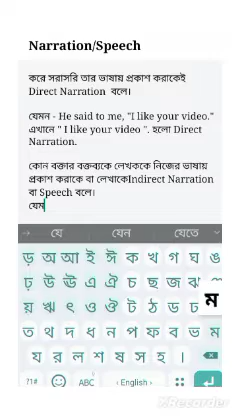 Narration/Speech
করে সরাসরি তার ভাষায় প্রকাশ করাকেই
Direct Narration বলে।
যেমন - He said to me, "I like your video."
এখানে " I like your video ". হলো Direct
Narration.
কোন বক্তার বক্তব্যকে লেখককে নিজের ভাষায়
প্রকাশ করাকে বা লেখাকেIndirect Narration
বা Speech বলে।
যেম
যে যেন যেতে
ড় অ আ ই ঈ ক খ গ ঘ ঙ
ঢ় উ ঊ এ ঐ চ ছ জ ঝ
য় ঋ ৎ ও ঔ ট ঠ ড ঢ ম
ত থ দ ধ ন প ফ ব ভ ম
য র ল শ ষ স হ ।
?1# ABC ‹ English ›